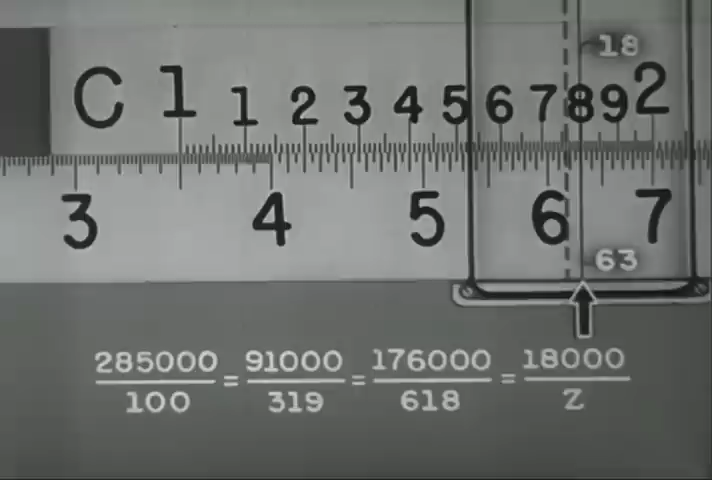 18
C 1 1 2 3 4 5 6 7 8 9 2
3 4 5 6 7
63
285000/100 = 91000/319 = 176000/618 = 18000/Z